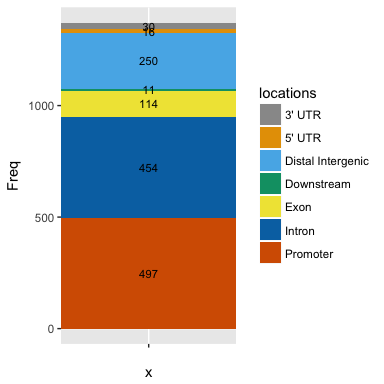 30
16
250
11
114
454
497
1000
500
0
Freq
x
locations
3' UTR
5' UTR
Distal Intergenic
Downstream
Exon
Intron
Promoter